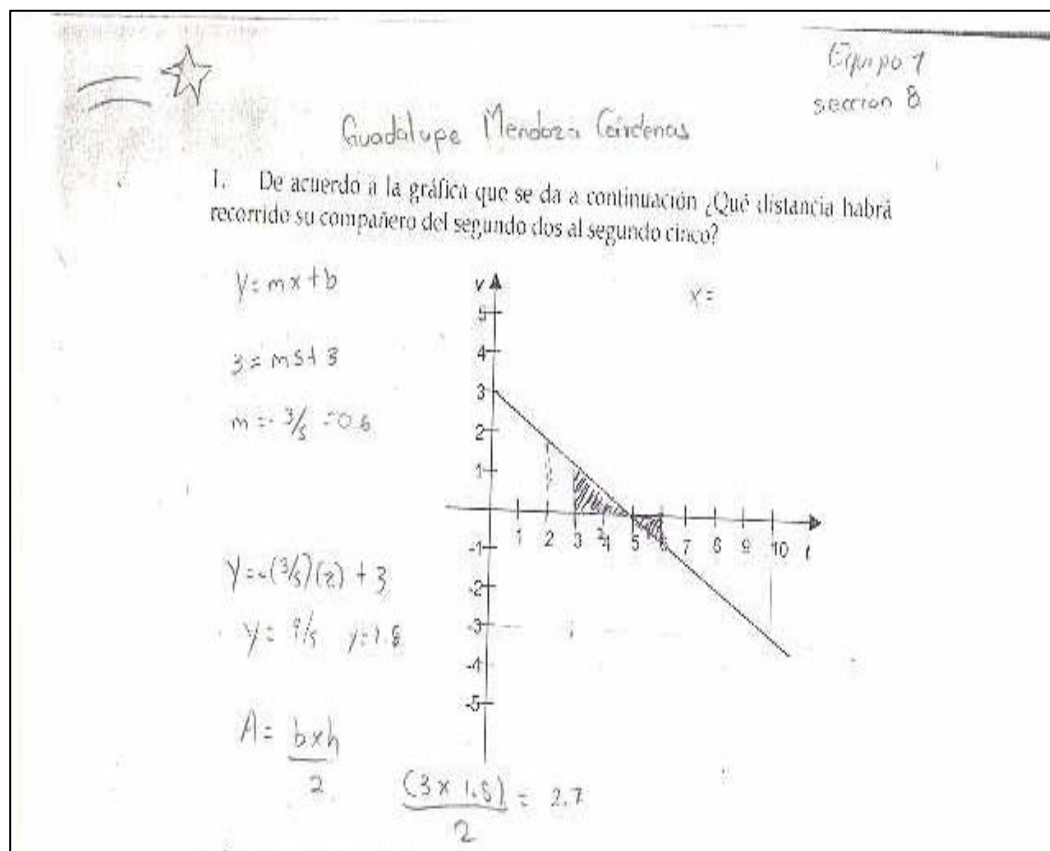 Equipo 1
sección 8
Guadalupe Mendoza Cárdenas
1. De acuerdo a la gráfica que se da a continuación ¿Qué distancia habrá
recorrido su compañero del segundo dos al segundo cinco?
y = mx + b
x =
3 = m5+ 3
m = - 3/5 = 0.6
y = -(3/5)(2) + 3
y = 9/5 y = 1.8
A = bxh
2
(3 x 1.8) = 2.7
2
v
5
4
3
2
1
1 2 3 4 5 6 7 8 9 10 t
-1
-2
-3
-4
-5